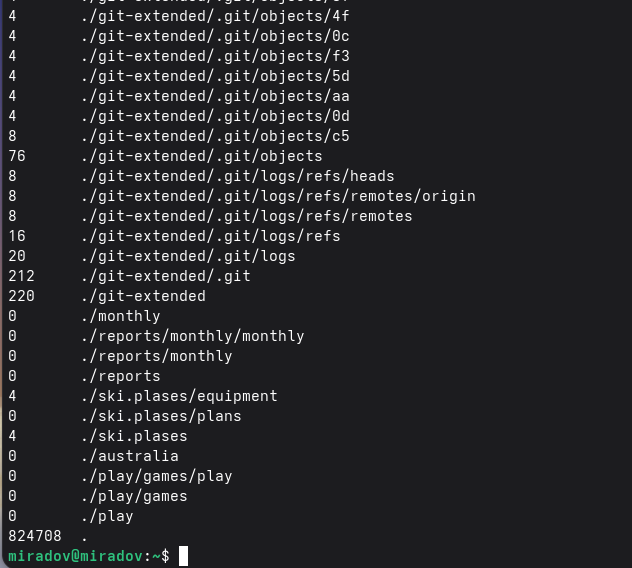 4 ./git-extended/.git/objects/4f
4 ./git-extended/.git/objects/0c
4 ./git-extended/.git/objects/f3
4 ./git-extended/.git/objects/5d
4 ./git-extended/.git/objects/aa
4 ./git-extended/.git/objects/0d
8 ./git-extended/.git/objects/c5
76 ./git-extended/.git/objects
8 ./git-extended/.git/logs/refs/heads
8 ./git-extended/.git/logs/refs/remotes/origin
8 ./git-extended/.git/logs/refs/remotes
16 ./git-extended/.git/logs/refs
20 ./git-extended/.git/logs
212 ./git-extended/.git
220 ./git-extended
0 ./monthly
0 ./reports/monthly/monthly
0 ./reports/monthly
0 ./reports
4 ./ski.plases/equipment
0 ./ski.plases/plans
4 ./ski.plases
0 ./australia
0 ./play/games/play
0 ./play/games
0 ./play
824708 .
miradov@miradov:~$